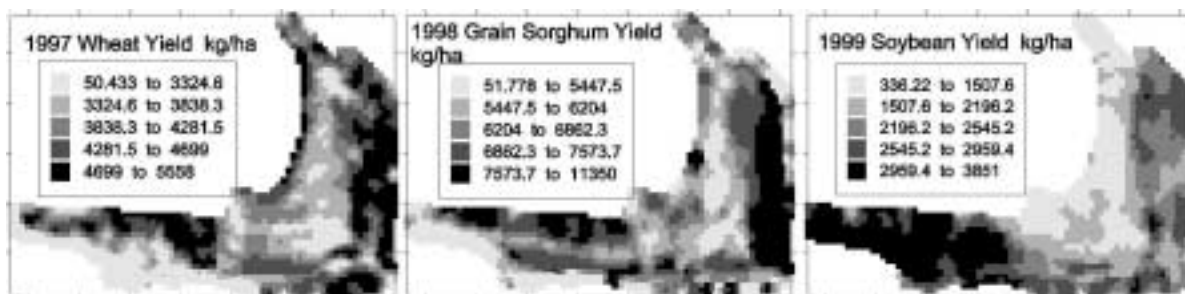 1997 Wheat Yield kg/ha
50.433 to 3324.6
3324.6 to 3838.3
3838.3 to 4281.5
4281.5 to 4699
4699 to 5658
1998 Grain Sorghum Yield
kg/ha
51.778 to 5447.5
5447.5 to 6204
6204 to 6862.3
6862.3 to 7573.7
7573.7 to 11350
1999 Soybean Yield kg/ha
336.22 to 1507.6
1507.6 to 2196.2
2196.2 to 2545.2
2545.2 to 2959.4
2959.4 to 3851